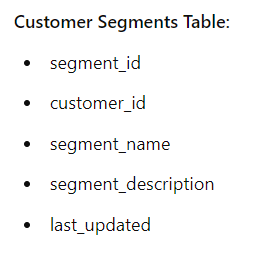 Customer Segments Table:
• segment_id
• customer_id
• segment_name
• segment_description
• last_updated